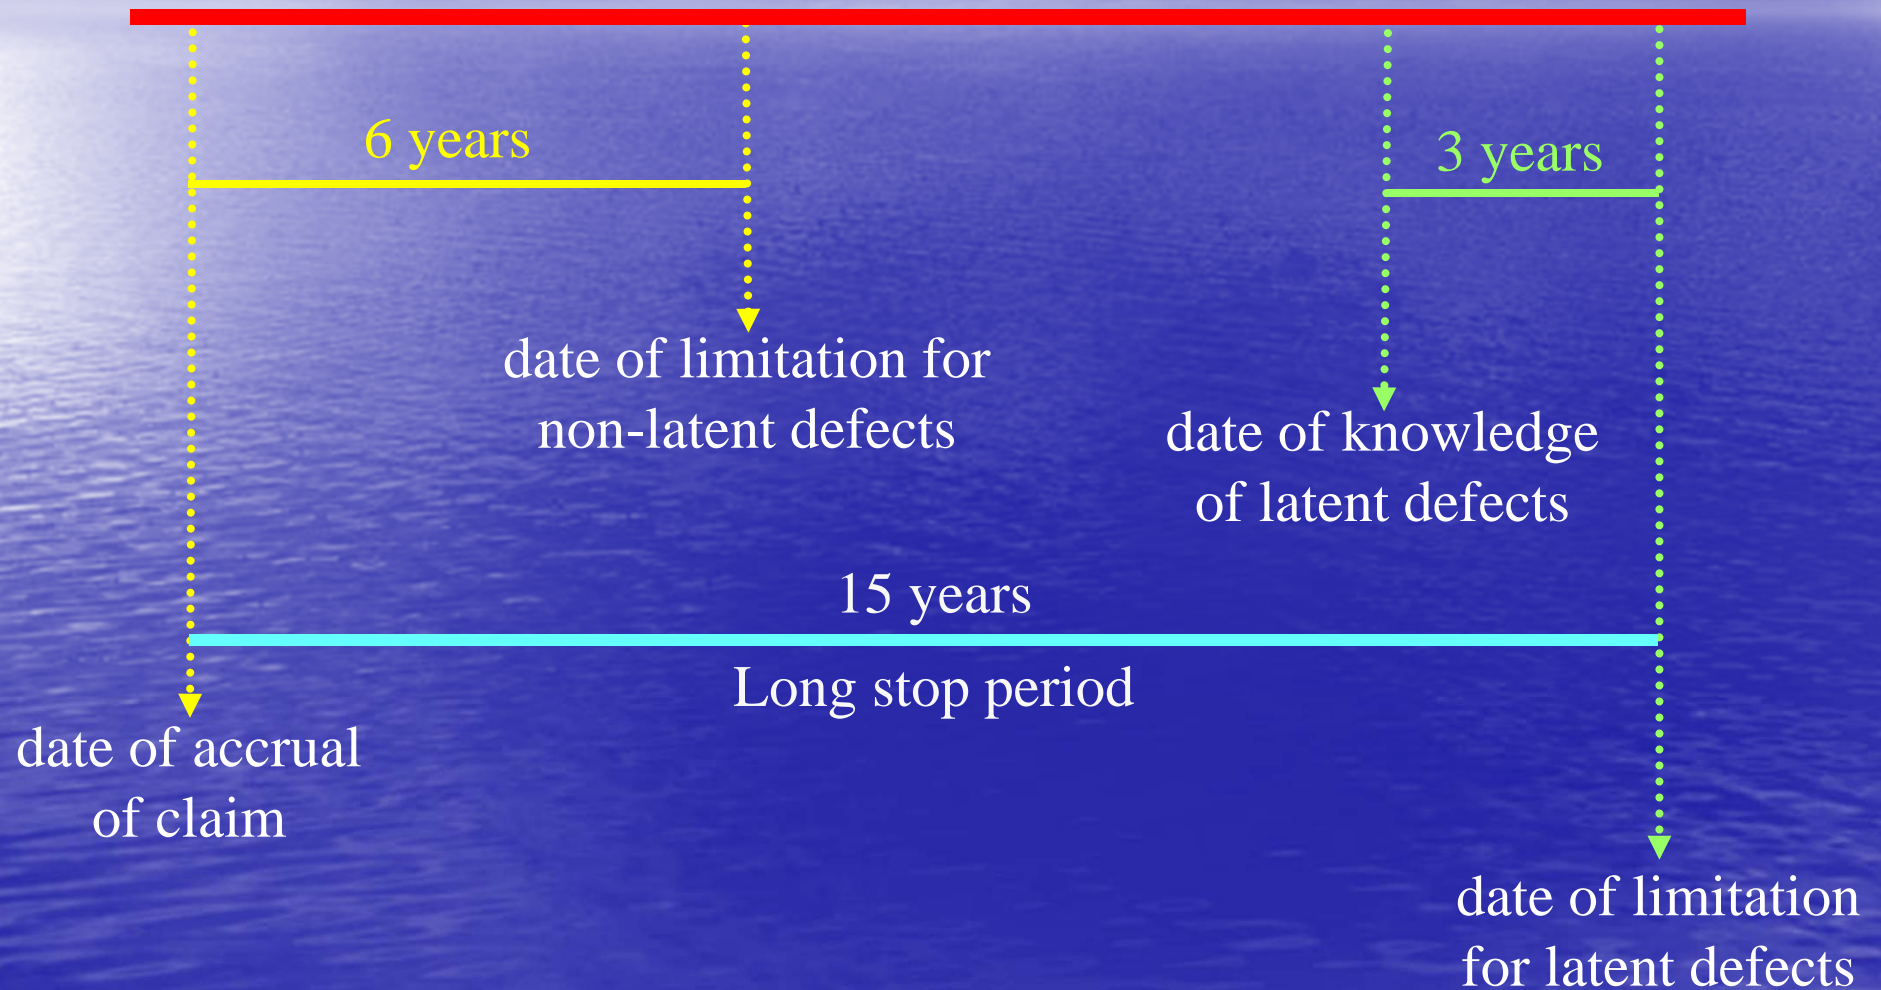 6 years
3 years
date of limitation for
non-latent defects
date of knowledge
of latent defects
15 years
Long stop period
date of accrual
of claim
date of limitation
for latent defects